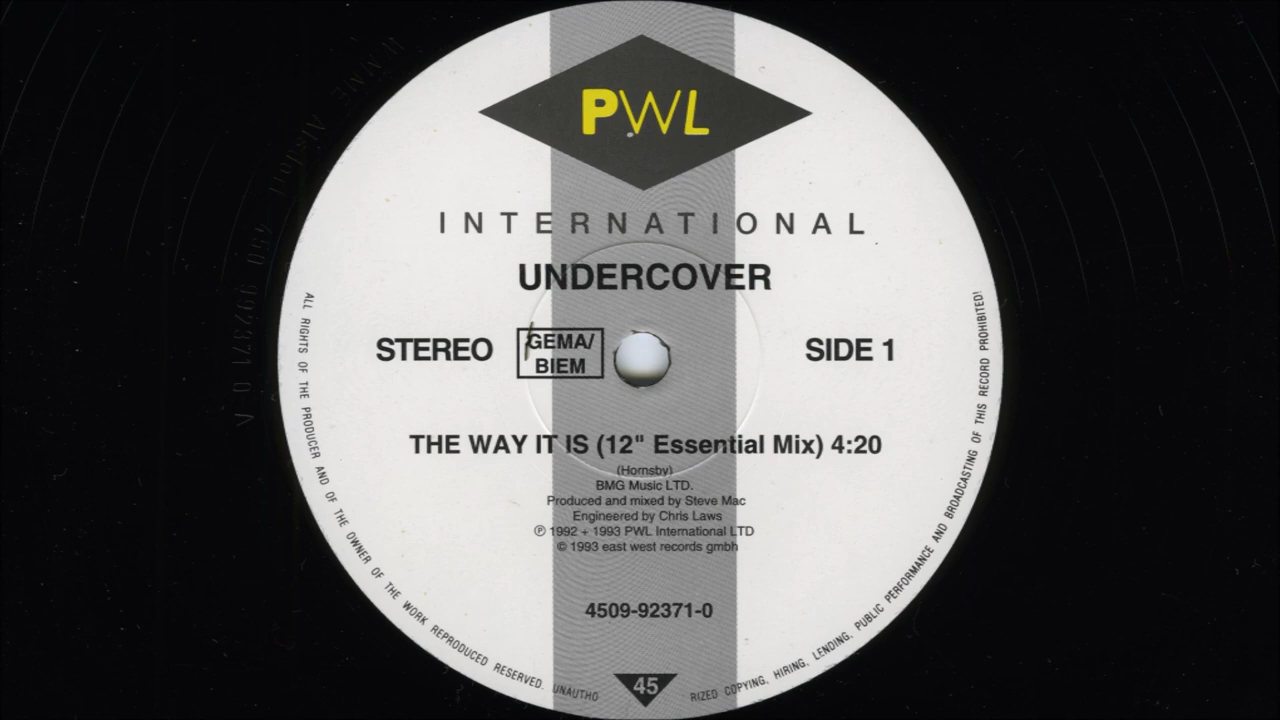 PWL
INTERNATIONAL
UNDERCOVER
STEREO
GEMA/
BIEM
SIDE 1
THE WAY IT IS (12" Essential Mix) 4:20
(Hornsby)
BMG Music LTD.
Produced and mixed by Steve Mac
Engineered by Chris Laws
℗ 1992 + 1993 PWL International LTD
© 1993 east west records gmbh
4509-92371-0
45
ALL RIGHTS OF THE PRODUCER AND OF THE OWNER OF THE WORK REPRODUCED RESERVED. UNAUTHO
RIZED COPYING, HIRING, LENDING, PUBLIC PERFORMANCE AND BROADCASTING OF THIS RECORD PROHIBITED!